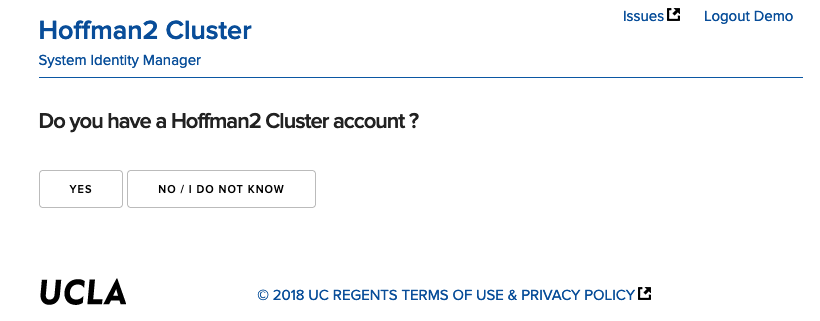 Hoffman2 Cluster
Issues Logout Demo
System Identity Manager
Do you have a Hoffman2 Cluster account ?
YES NO / I DO NOT KNOW
UCLA © 2018 UC REGENTS TERMS OF USE & PRIVACY POLICY